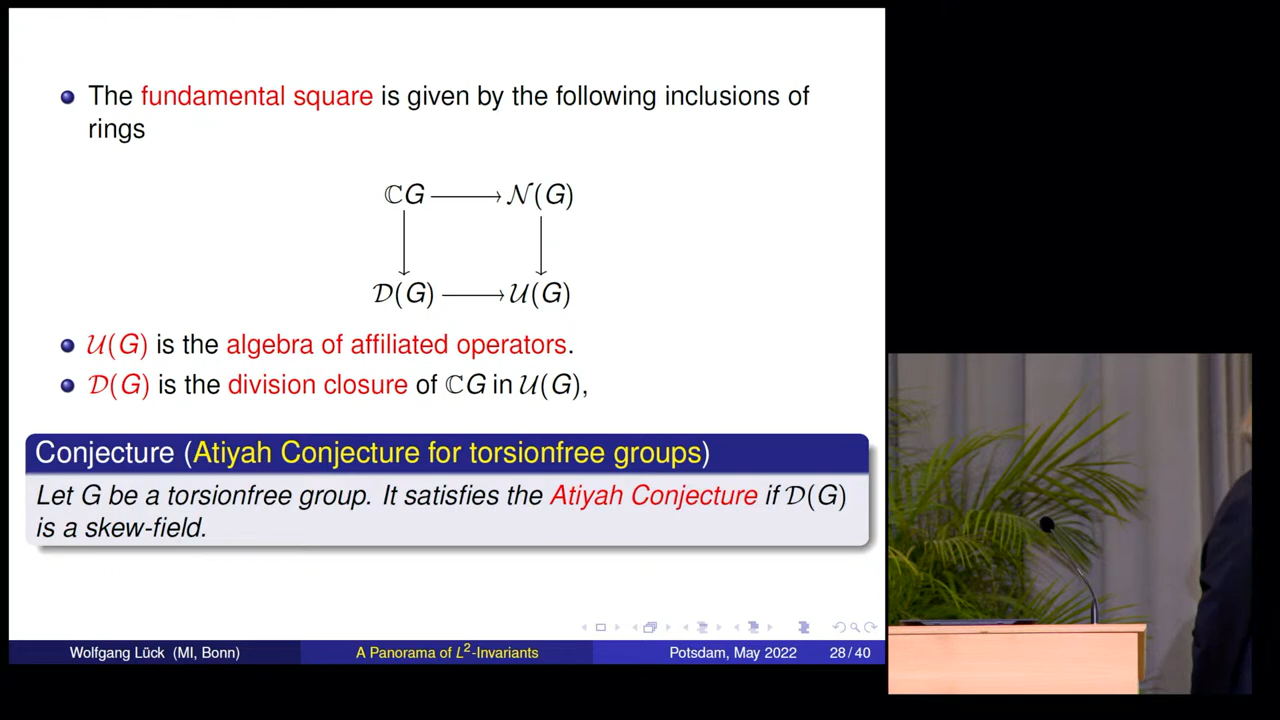 The fundamental square is given by the following inclusions of
rings
ℂG → 𝒩(G)
𝒟(G) → 𝒰(G)
𝒰(G) is the algebra of affiliated operators.
𝒟(G) is the division closure of ℂG in 𝒰(G),
Conjecture (Atiyah Conjecture for torsionfree groups)
Let G be a torsionfree group. It satisfies the Atiyah Conjecture if 𝒟(G)
is a skew-field.
Wolfgang Lück (MI, Bonn) A Panorama of L²-Invariants Potsdam, May 2022 28 / 40